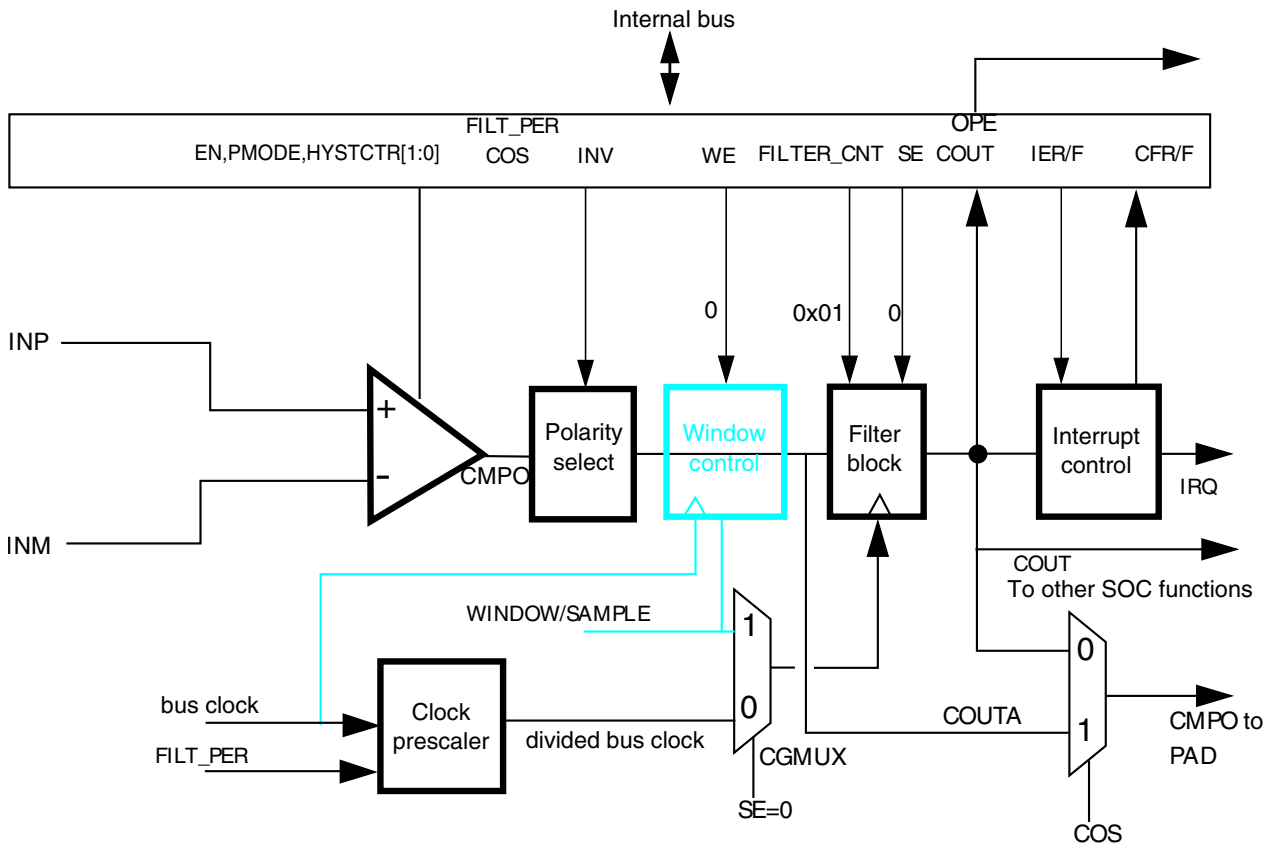 Internal bus
FILT_PER
OPE
EN,PMODE,HYSTCTR[1:0]
COS
INV
WE
FILTER_CNT
SE
COUT
IER/F
CFR/F
0
0x01
0
INP
+
-
CMPO
Polarity
select
Window
control
Filter
block
Interrupt
control
IRQ
INM
COUT
To other SOC functions
WINDOW/SAMPLE
1
0
0
1
bus clock
FILT_PER
Clock
prescaler
divided bus clock
CGMUX
SE=0
COUTA
CMPO to
PAD
COS